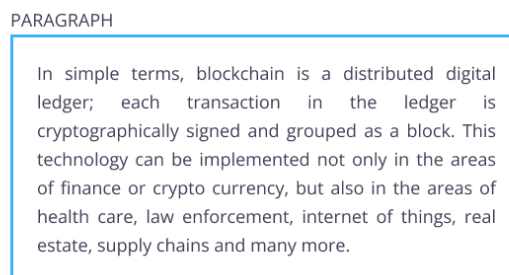 PARAGRAPH
In simple terms, blockchain is a distributed digital
ledger; each transaction in the ledger is
cryptographically signed and grouped as a block. This
technology can be implemented not only in the areas
of finance or crypto currency, but also in the areas of
health care, law enforcement, internet of things, real
estate, supply chains and many more.